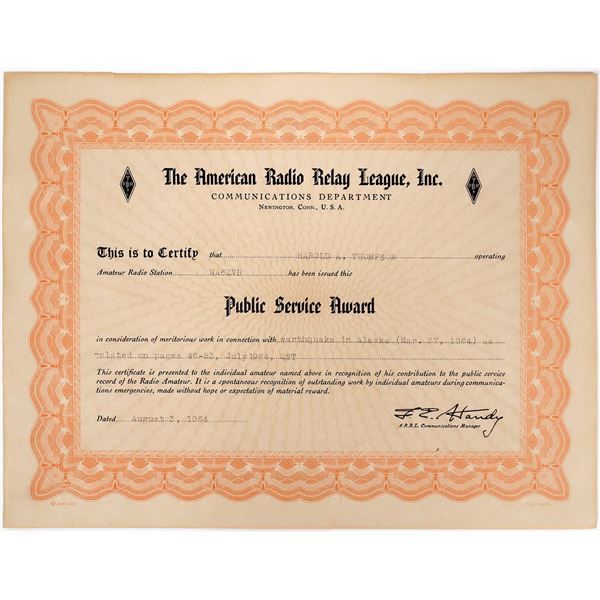 The American Radio Relay League, Inc.
COMMUNICATIONS DEPARTMENT
NEWINGTON, CONN., U. S. A.
This is to Certify that HAROLD A. THOMPSON operating
Amateur Radio Station WA6ZVR has been issued this
Public Service Award
in consideration of meritorious work in connection with earthquake in alaska (Mar. 27, 1964) as
related on pages 46-53, July 1964, QST
This certificate is presented to the individual amateur named above in recognition of his contribution to the public service
record of the Radio Amateur. It is a spontaneous recognition of outstanding work by individual amateurs during communica-
tions emergencies, made without hope or expectation of material reward.
Dated August 3, 1964
F. E. Handy
A.R.R.L. Communications Manager